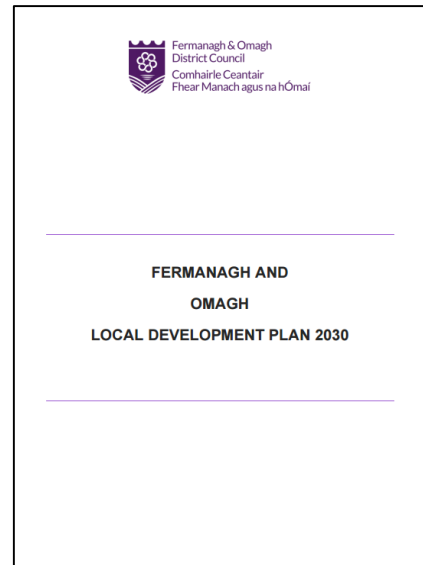 Fermanagh & Omagh
District Council
Comhairle Ceantair
Fhear Manach agus na hÓmaí
FERMANAGH AND
OMAGH
LOCAL DEVELOPMENT PLAN 2030